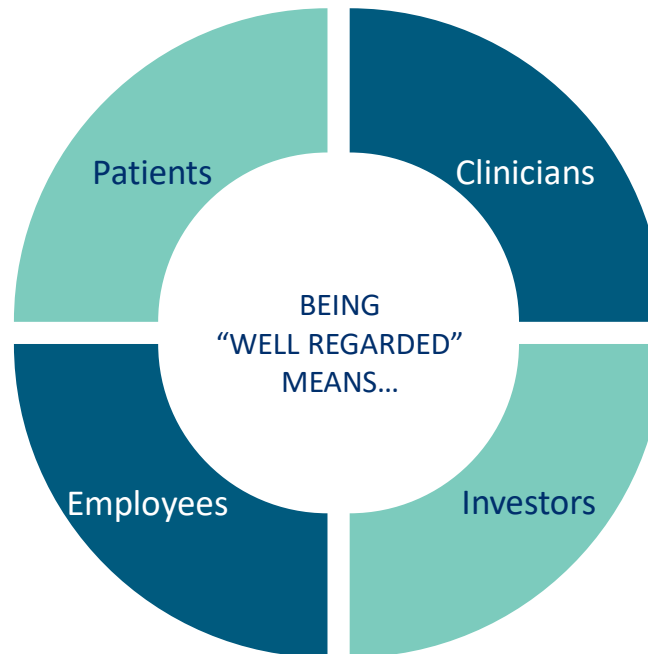 Patients
Clinicians
BEING
“WELL REGARDED”
MEANS…
Employees
Investors